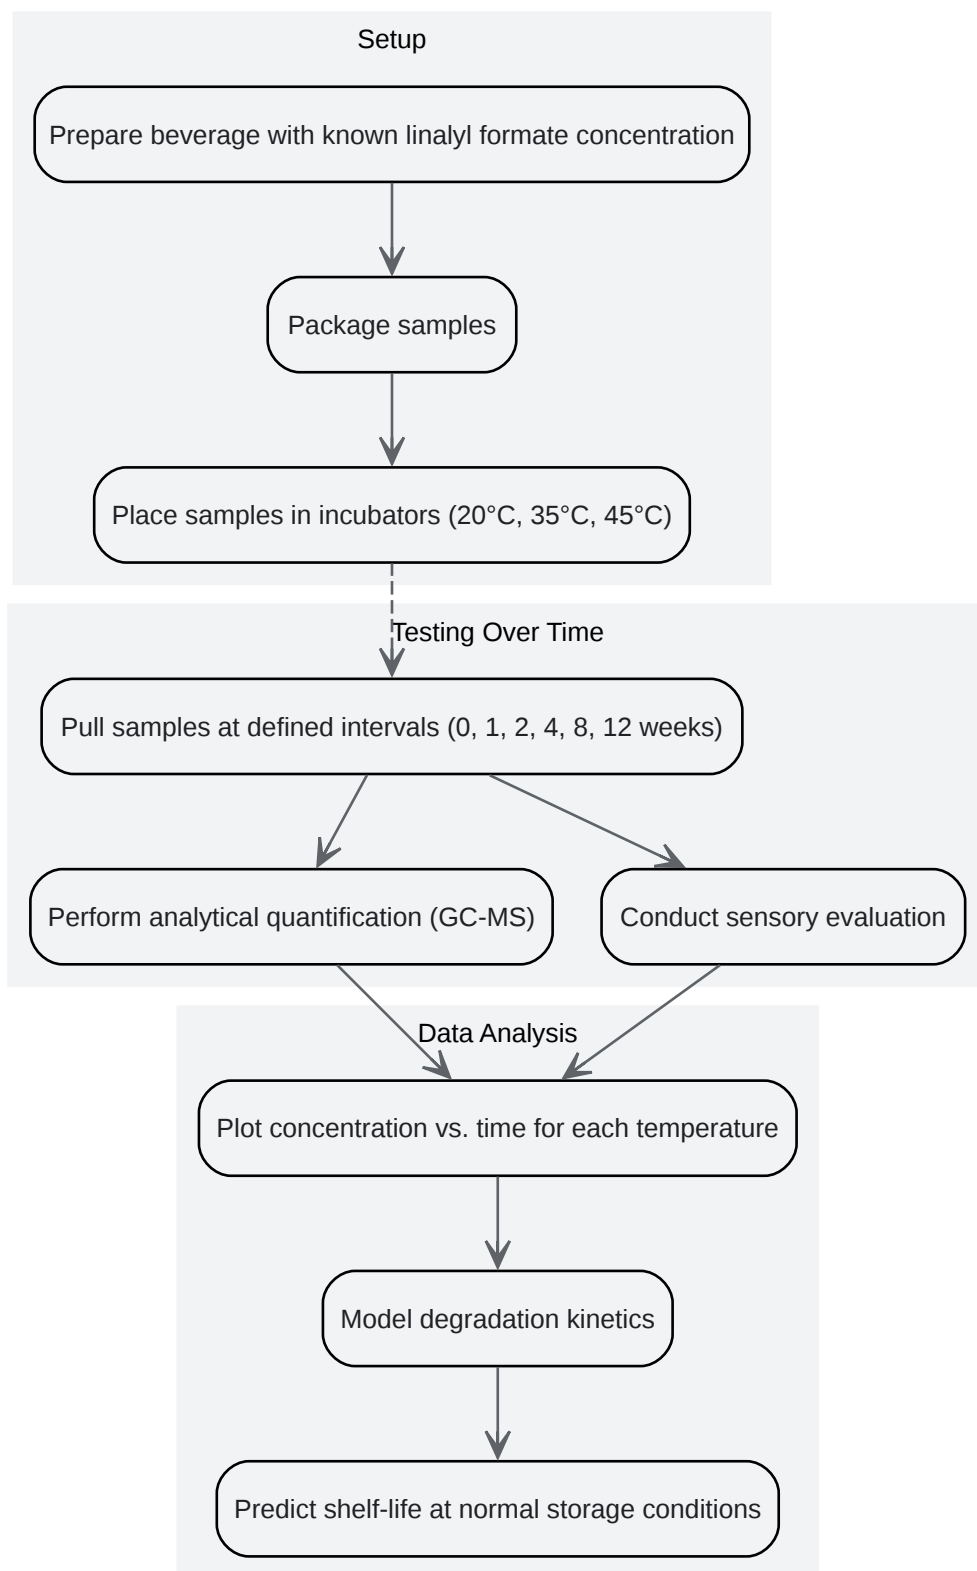 Setup
Prepare beverage with known linalyl formate concentration
Package samples
Place samples in incubators (20°C, 35°C, 45°C)
Testing Over Time
Pull samples at defined intervals (0, 1, 2, 4, 8, 12 weeks)
Perform analytical quantification (GC-MS)
Conduct sensory evaluation
Data Analysis
Plot concentration vs. time for each temperature
Model degradation kinetics
Predict shelf-life at normal storage conditions